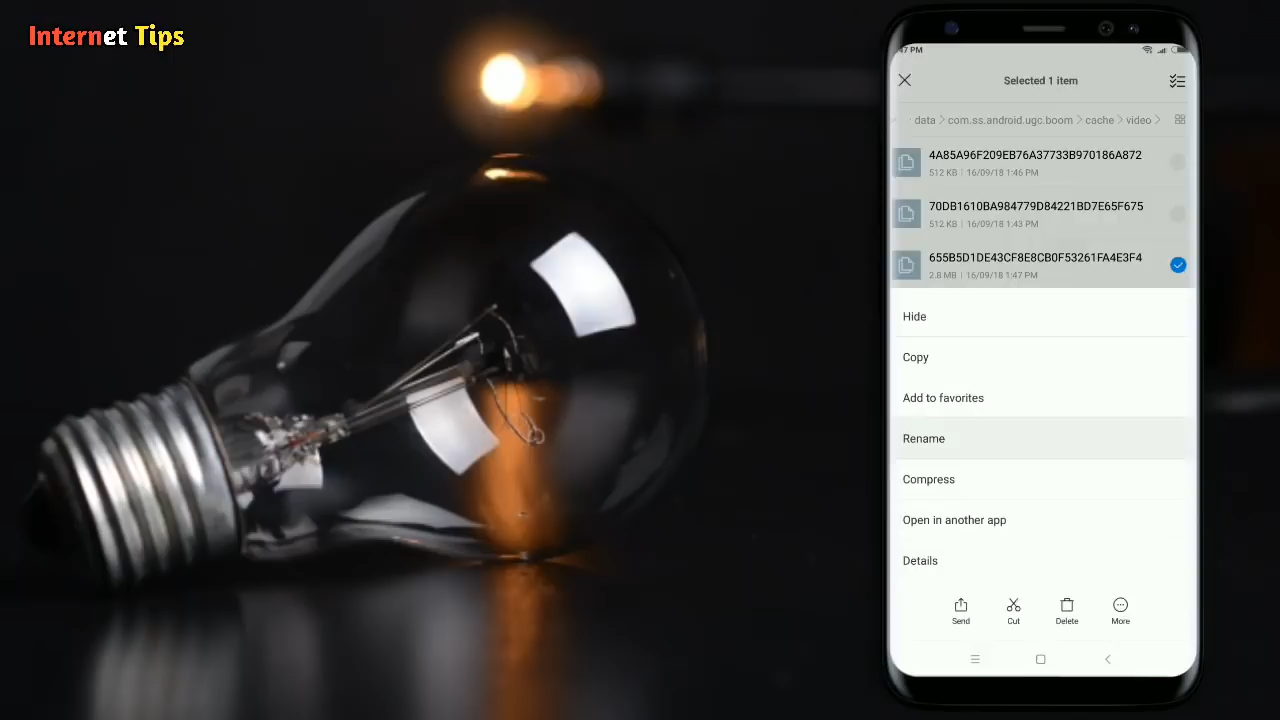 Internet Tips
47 PM
Selected 1 item
data > com.ss.android.ugc.boom > cache > video >
4A85A96F209EB76A37733B970186A872
512 KB | 16/09/18 1:46 PM
70DB1610BA984779D84221BD7E65F675
512 KB | 16/09/18 1:43 PM
655B5D1DE43CF8E8CB0F53261FA4E3F4
2.8 MB | 16/09/18 1:47 PM
Hide
Copy
Add to favorites
Rename
Compress
Open in another app
Details
Send Cut Delete More